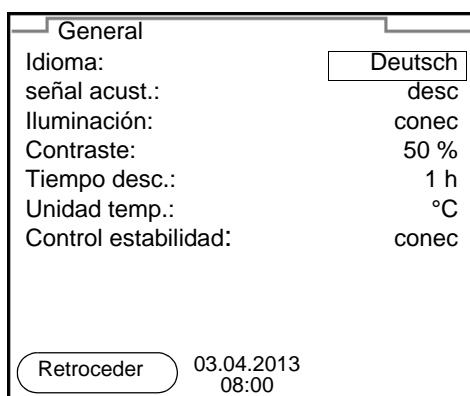 General
Idioma: Deutsch
señal acust.: desc
Iluminación: conec
Contraste: 50 %
Tiempo desc.: 1 h
Unidad temp.: °C
Control estabilidad: conec
Retroceder 03.04.2013
08:00